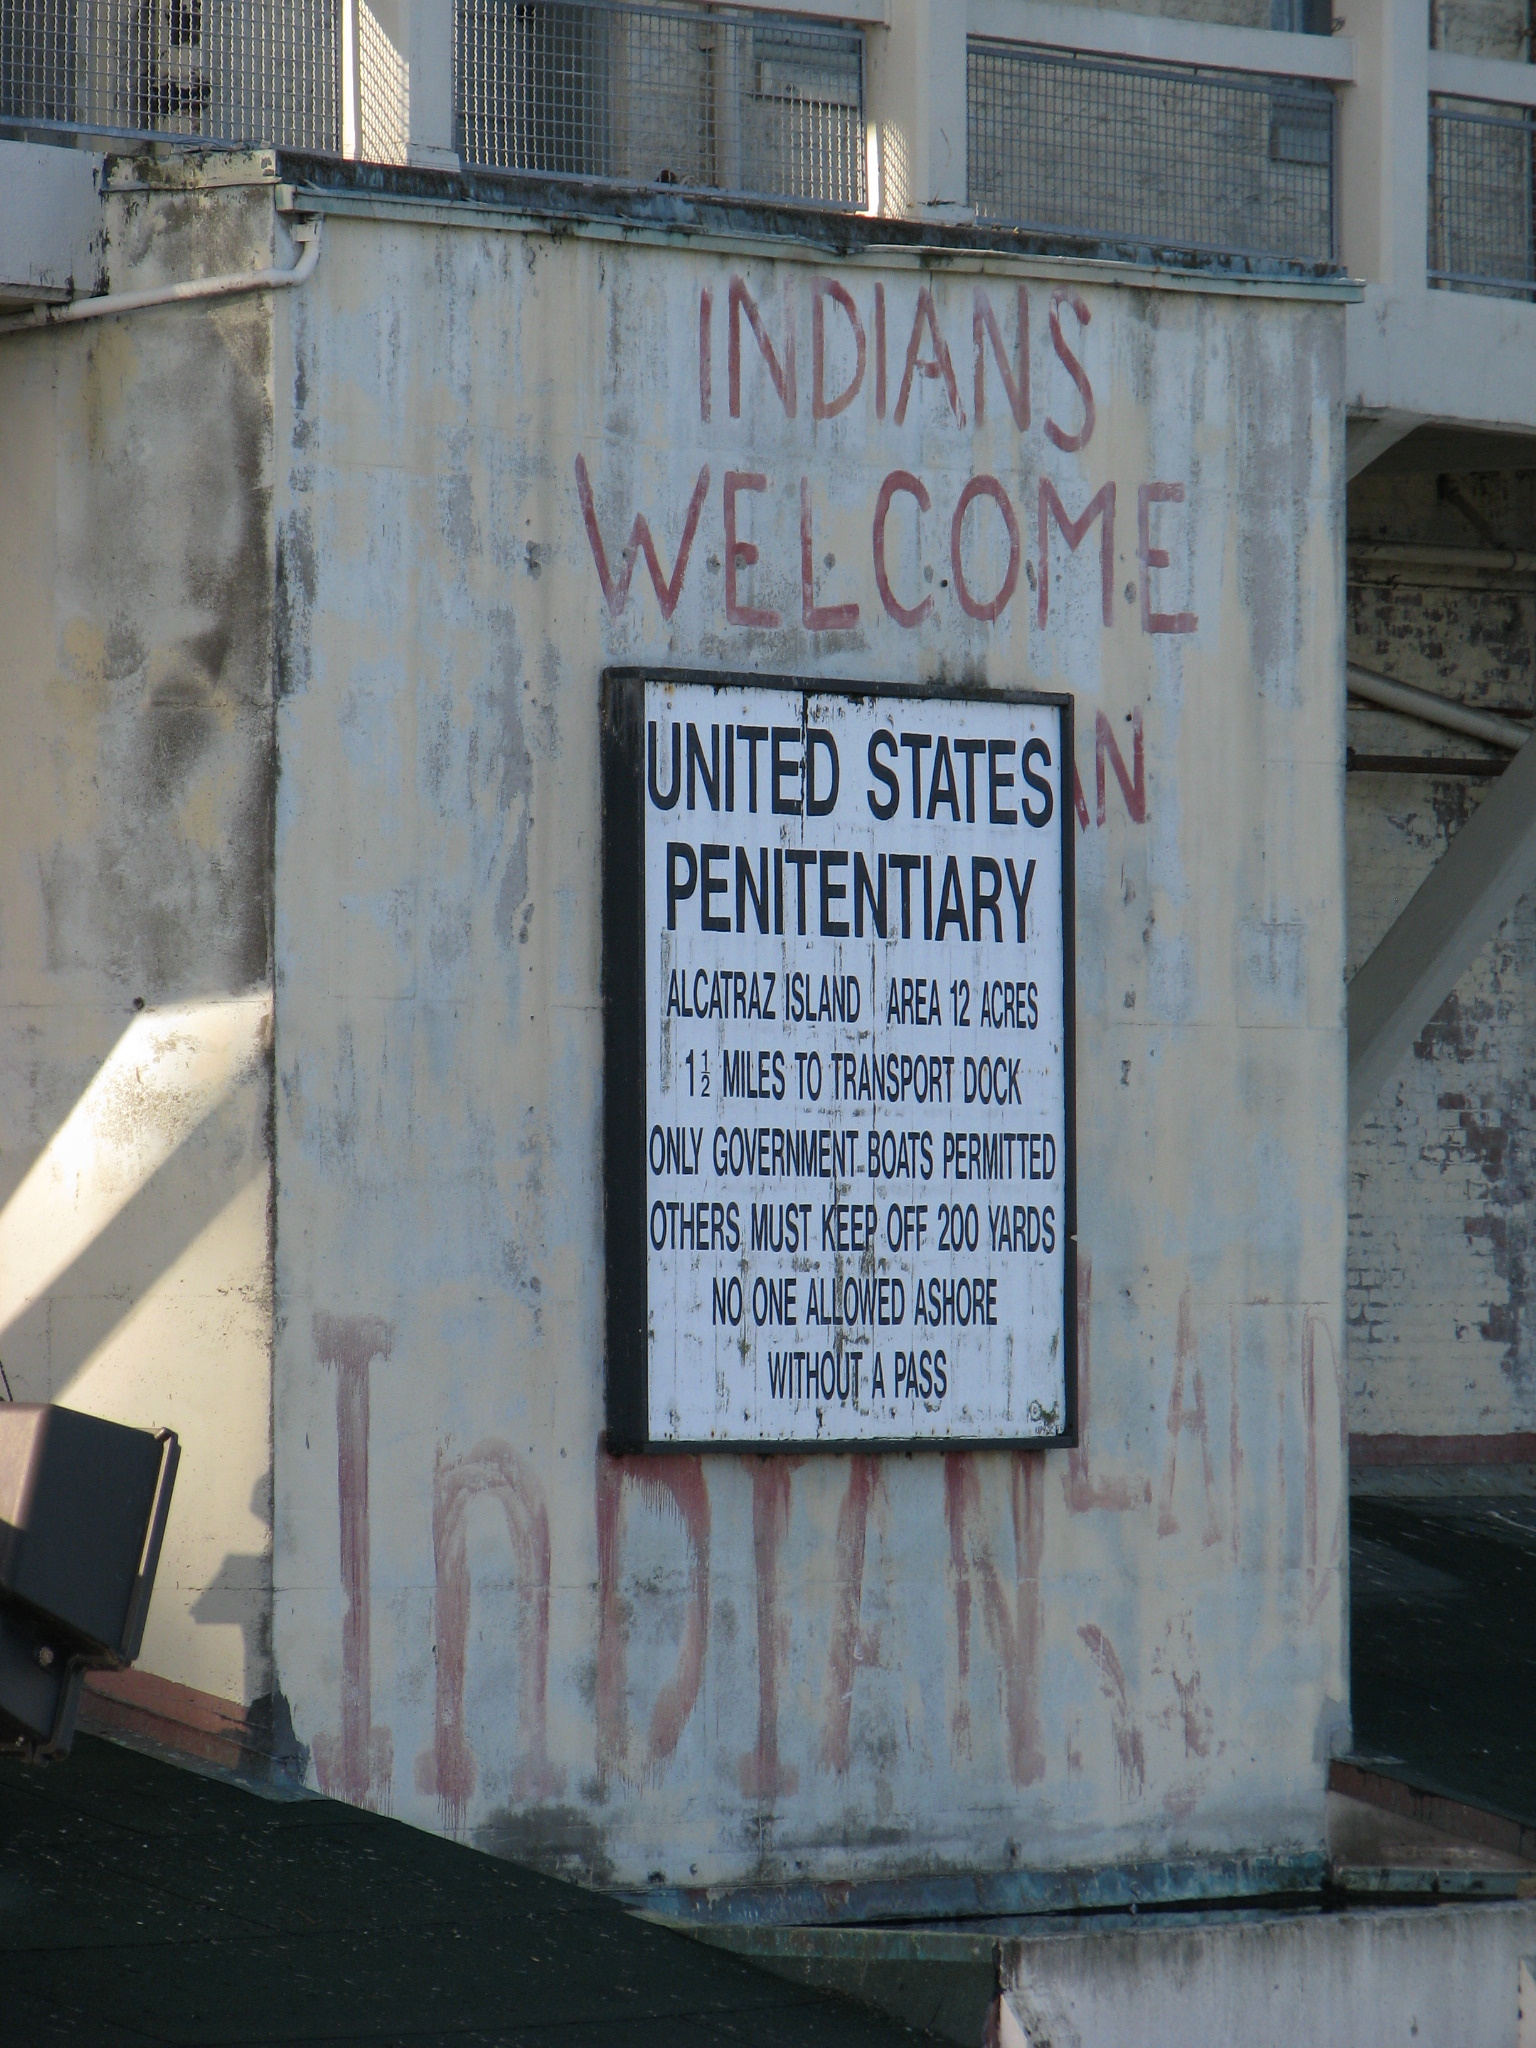 INDIANS
WELCOME
UNITED STATES
PENITENTIARY
ALCATRAZ ISLAND AREA 12 ACRES
1½ MILES TO TRANSPORT DOCK
ONLY GOVERNMENT BOATS PERMITTED
OTHERS MUST KEEP OFF 200 YARDS
NO ONE ALLOWED ASHORE
WITHOUT A PASS
INDIAN LAND